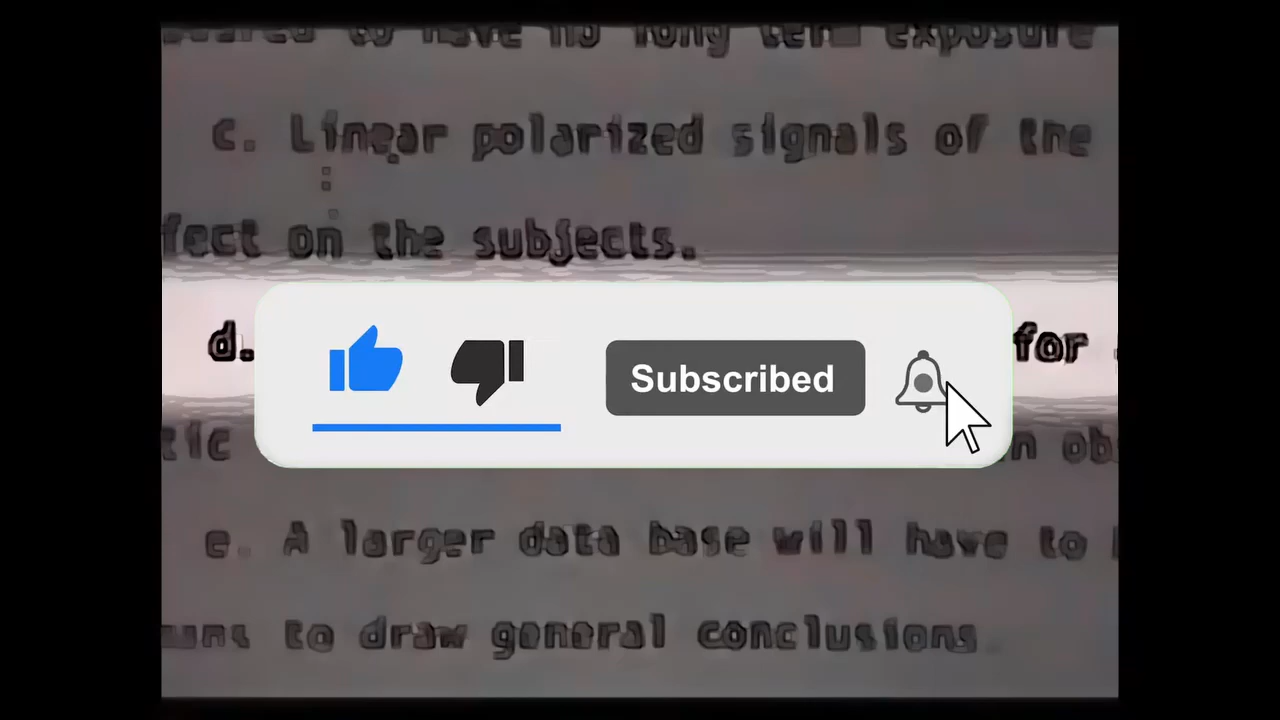 to have no long term exposure
c. Linear polarized signals of the
fect on the subjects.
d. for
Subscribed
tic
e. A larger data base will have to
to draw general conclusions